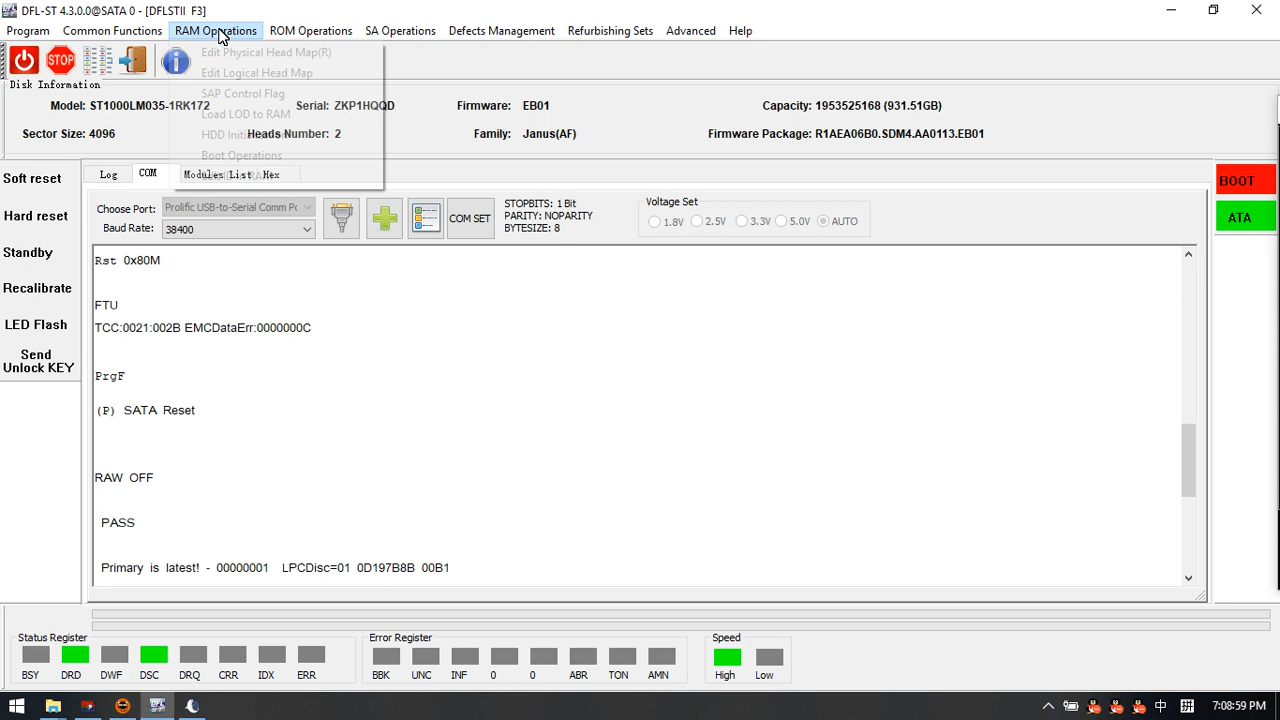 DFL-ST 4.3.0.0@SATA 0 - [DFLSTII F3]
Program Common Functions RAM Operations ROM Operations SA Operations Defects Management Refurbishing Sets Advanced Help
STOP
Edit Physical Head Map(R)
Edit Logical Head Map
SAP Control Flag
Load LOD to RAM
Boot Operations
Disk Information
Model: ST1000LM035-1RK172 Serial: ZKP1HQQD Firmware: EB01 Capacity: 1953525168 (931.51GB)
Sector Size: 4096 Heads Number: 2 Family: Janus(AF) Firmware Package: R1AEA06B0.SDM4.AA0113.EB01
Soft reset
Hard reset
Standby
Recalibrate
LED Flash
Send
Unlock KEY
Log COM Modules List Hex
BOOT
ATA
Choose Port: Prolific USB-to-Serial Comm Po
Baud Rate: 38400
COM SET
STOPBITS: 1 Bit
PARITY: NOPARITY
BYTESIZE: 8
Voltage Set
1.8V 2.5V 3.3V 5.0V AUTO
Rst 0x80M
FTU
TCC:0021:002B EMCDataErr:0000000C
PrgF
(P) SATA Reset
RAW OFF
PASS
Primary is latest! - 00000001 LPCDisc=01 0D197B8B 00B1
Status Register
BSY DRD DWF DSC DRQ CRR IDX ERR
Error Register
BBK UNC INF 0 0 ABR TON AMN
Speed
High Low
中 拼 7:08:59 PM